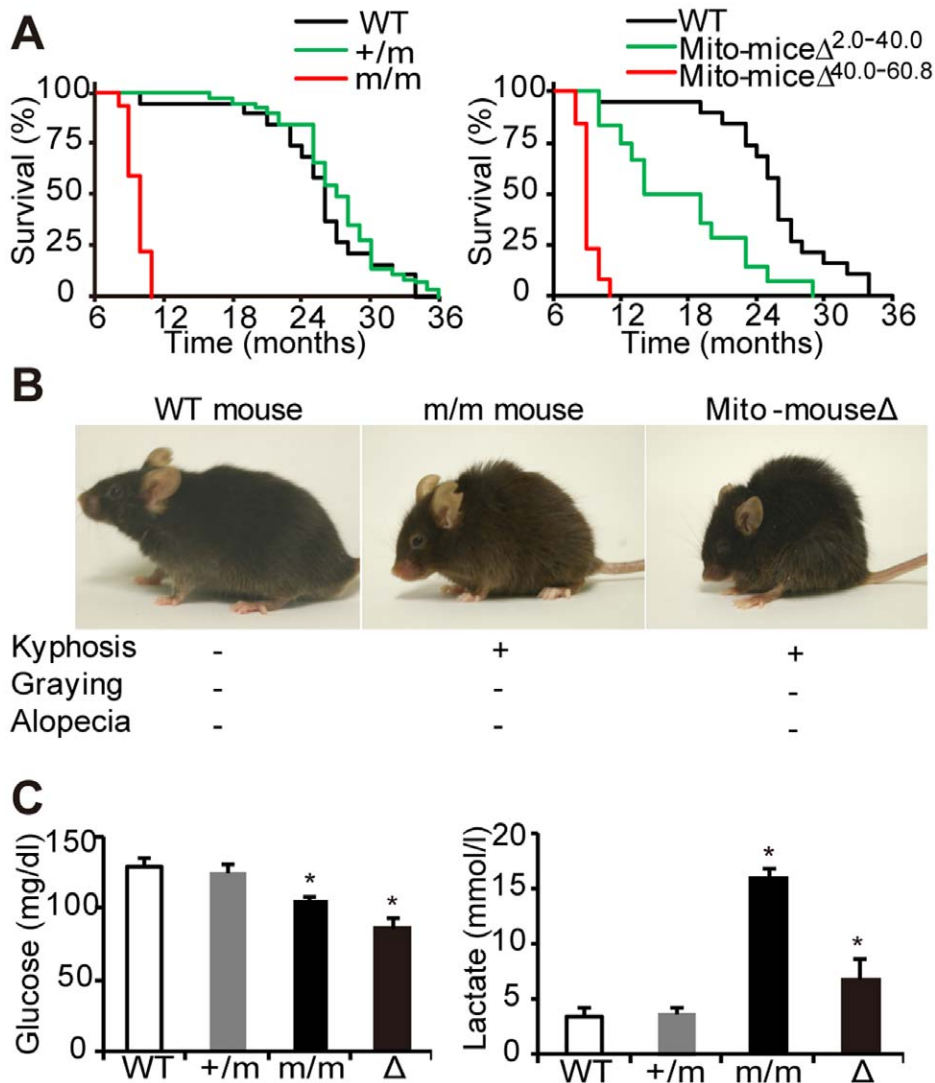 A
WT
+/m
m/m
Survival (%)
100
75
50
25
0
6 12 18 24 30 36
Time (months)
WT
Mito-miceΔ2.0-40.0
Mito-miceΔ40.0-60.8
Survival (%)
100
75
50
25
0
6 12 18 24 30 36
Time (months)
B
WT mouse m/m mouse Mito-mouseΔ
Kyphosis - + +
Graying - - -
Alopecia - - -
C
Glucose (mg/dl)
150
100
50
0
* *
WT +/m m/m Δ
Lactate (mmol/l)
20
15
10
5
0
* *
WT +/m m/m Δ